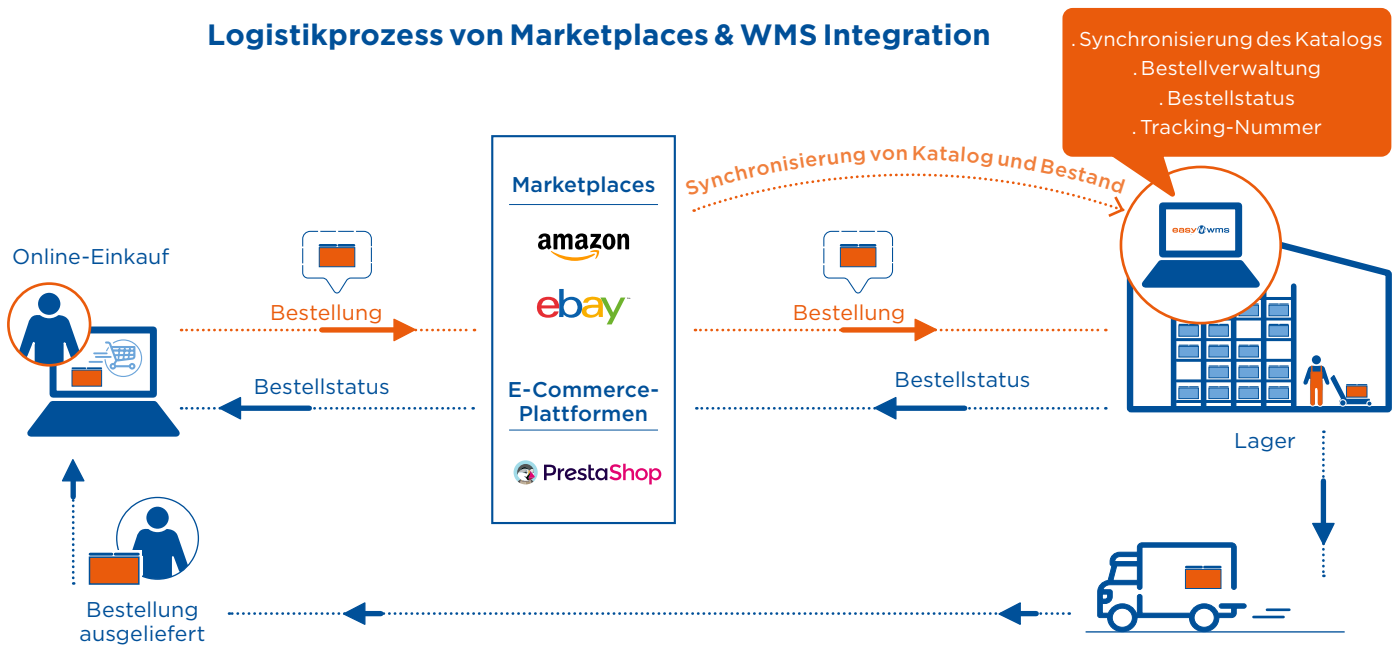 Logistikprozess von Marketplaces & WMS Integration
. Synchronisierung des Katalogs
. Bestellverwaltung
. Bestellstatus
. Tracking-Nummer
Synchronisierung von Katalog und Bestand
easy wms
Online-Einkauf
Bestellung
Bestellstatus
Marketplaces
amazon
ebay
E-Commerce-
Plattformen
PrestaShop
Bestellung
Bestellstatus
Lager
Bestellung
ausgeliefert